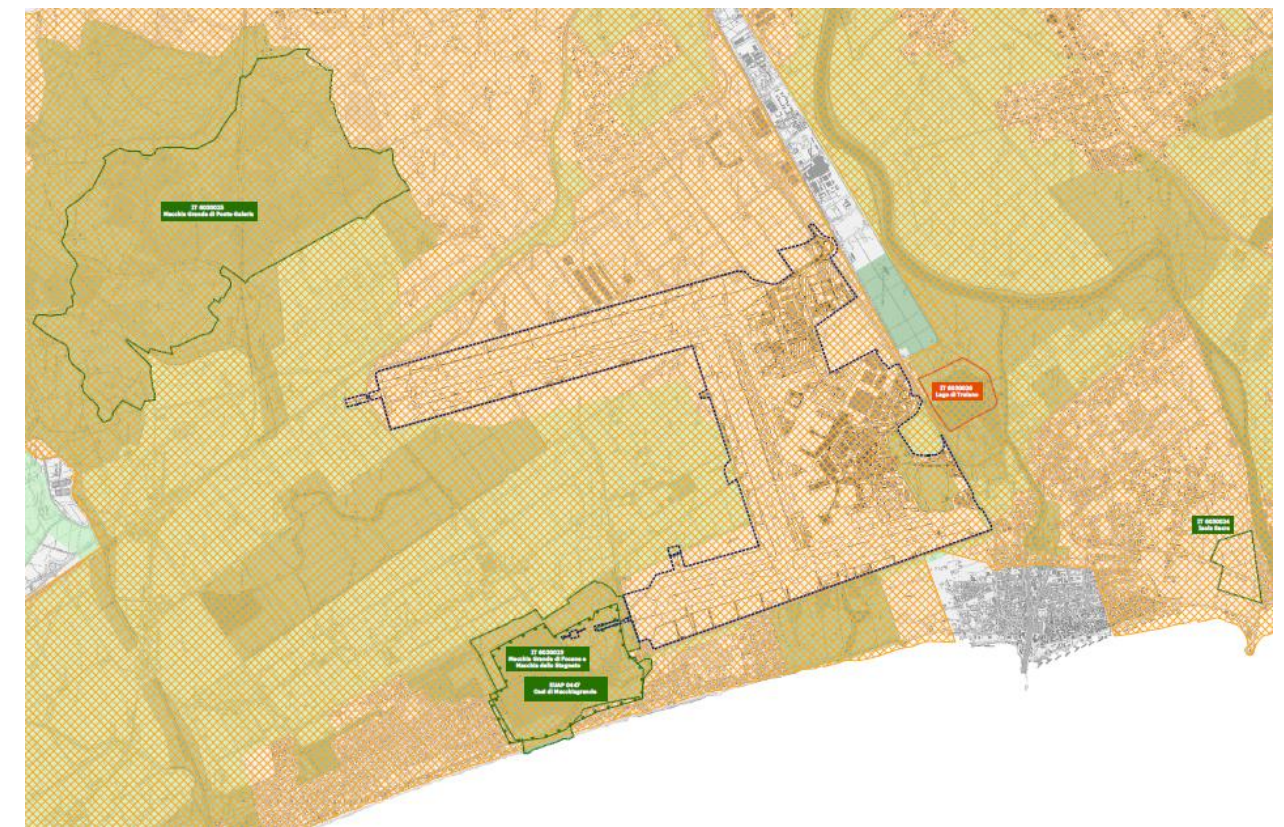 IT 6030025
Macchia Grande di Ponte Galeria
IT 6030026
Lago di Traiano
IT 6030024
Isola Sacra
IT 6030023
Macchia Grande di Focene e
Macchia dello Stagneto
EUAP 0447
Oasi di Macchiagrande